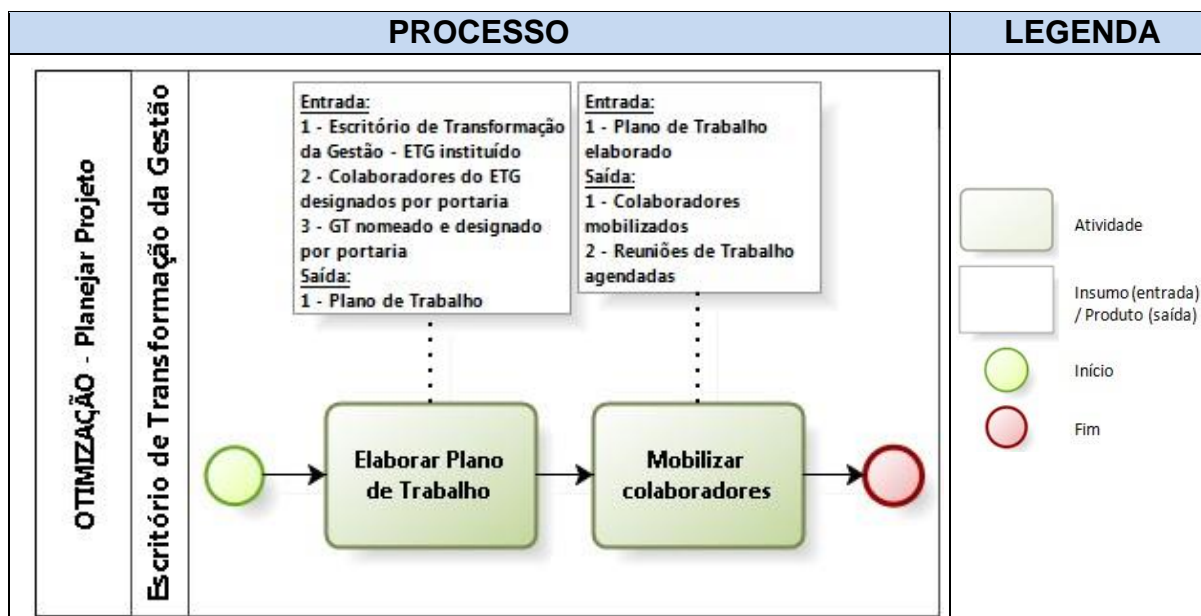 PROCESSO
LEGENDA
OTIMIZAÇÃO - Planejar Projeto
Escritório de Transformação da Gestão
Entrada:
1 - Escritório de Transformação
da Gestão - ETG instituído
2 - Colaboradores do ETG
designados por portaria
3 - GT nomeado e designado
por portaria
Saída:
1 - Plano de Trabalho
Entrada:
1 - Plano de Trabalho
elaborado
Saída:
1 - Colaboradores
mobilizados
2 - Reuniões de Trabalho
agendadas
Elaborar Plano
de Trabalho
Mobilizar
colaboradores
Atividade
Insumo (entrada)
/ Produto (saída)
Início
Fim